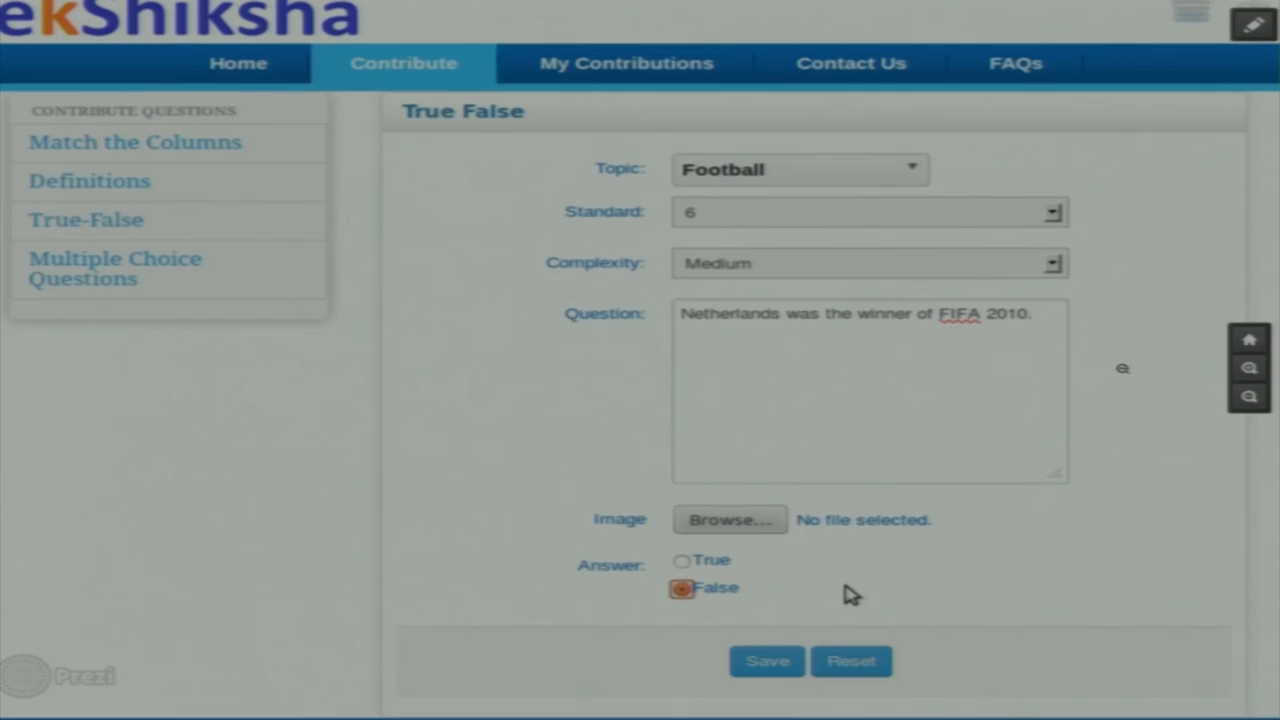 ekShiksha
Home Contribute My Contributions Contact Us FAQs
CONTRIBUTE QUESTIONS
Match the Columns
Definitions
True-False
Multiple Choice
Questions
True False
Topic: Football
Standard: 6
Complexity: Medium
Question: Netherlands was the winner of FIFA 2010.
Image Browse... No file selected.
Answer: True
False
Save Reset
Prezi